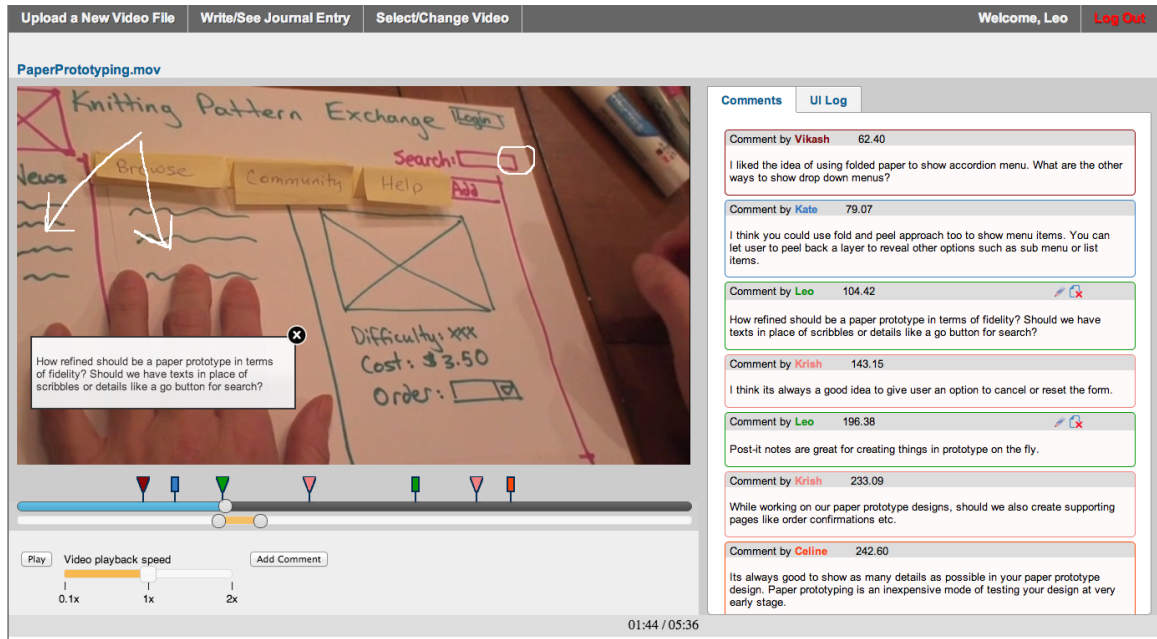 Upload a New Video File Write/See Journal Entry Select/Change Video Welcome, Leo Log Out
PaperPrototyping.mov
Knitting Pattern Exchange Login
Search:
News Browse Community Help Add
Difficulty: xxx
Cost: $3.50
Order:
How refined should be a paper prototype in terms
of fidelity? Should we have texts in place of
scribbles or details like a go button for search?
Play Video playback speed Add Comment
0.1x 1x 2x
01:44 / 05:36
Comments UI Log
Comment by Vikash 62.40
I liked the idea of using folded paper to show accordion menu. What are the other
ways to show drop down menus?
Comment by Kate 79.07
I think you could use fold and peel approach too to show menu items. You can
let user to peel back a layer to reveal other options such as sub menu or list
items.
Comment by Leo 104.42
How refined should be a paper prototype in terms of fidelity? Should we have
texts in place of scribbles or details like a go button for search?
Comment by Krish 143.15
I think its always a good idea to give user an option to cancel or reset the form.
Comment by Leo 196.38
Post-it notes are great for creating things in prototype on the fly.
Comment by Krish 233.09
While working on our paper prototype designs, should we also create supporting
pages like order confirmations etc.
Comment by Celine 242.60
Its always good to show as many details as possible in your paper prototype
design. Paper prototyping is an inexpensive mode of testing your design at very
early stage.